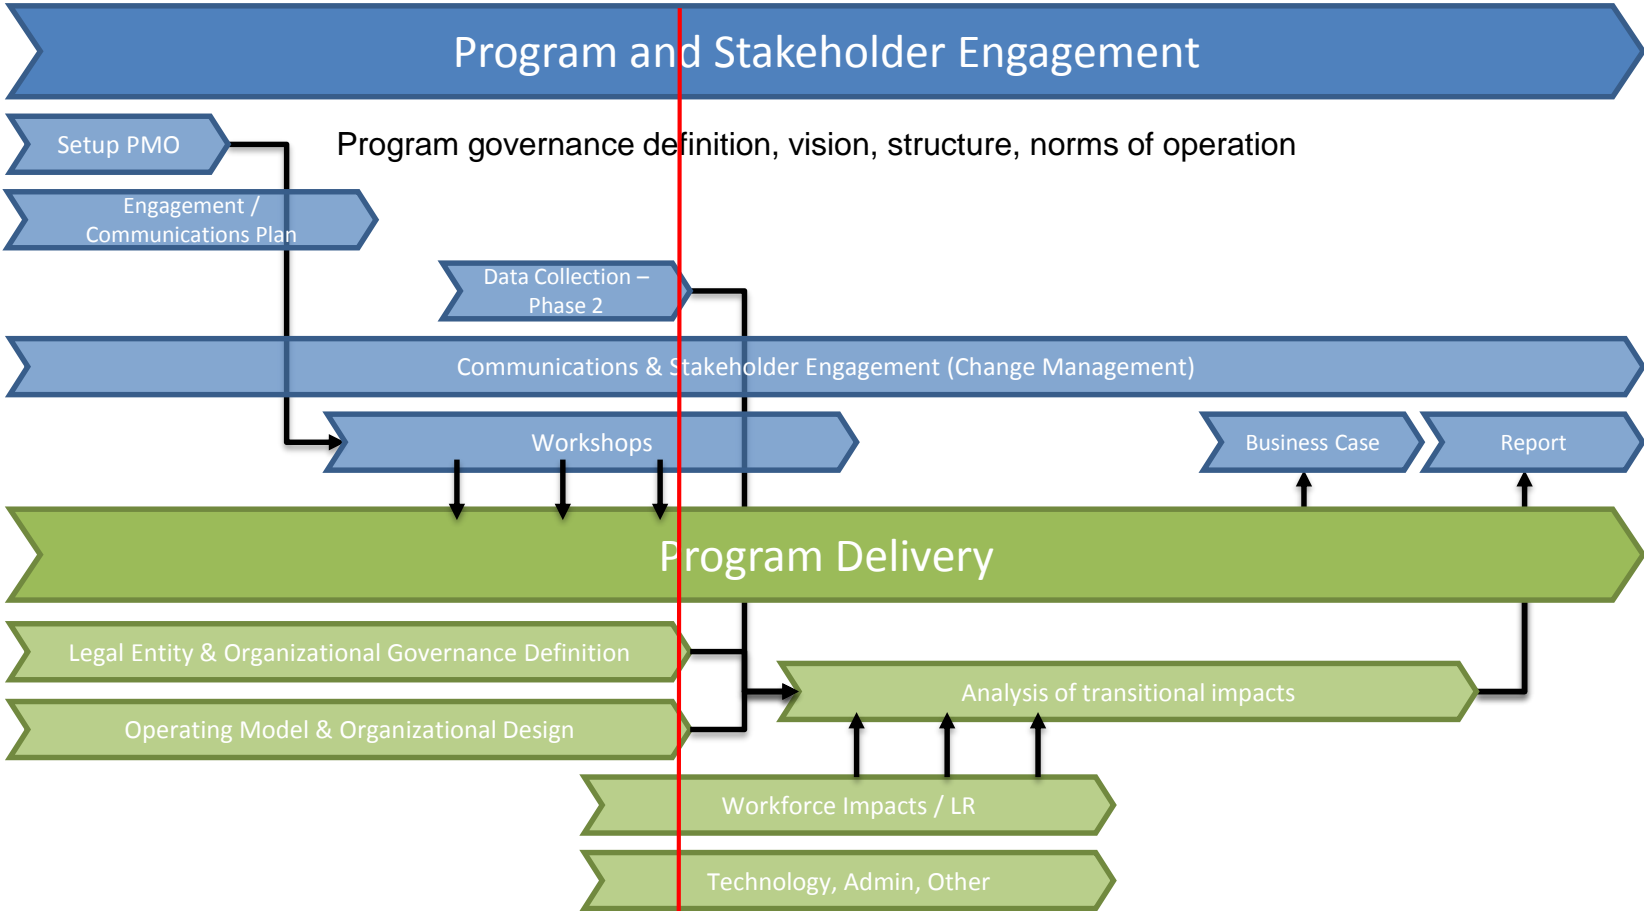 Program and Stakeholder Engagement
Setup PMO
Program governance definition, vision, structure, norms of operation
Engagement /
Communications Plan
Data Collection –
Phase 2
Communications & Stakeholder Engagement (Change Management)
Workshops
Business Case
Report
Program Delivery
Legal Entity & Organizational Governance Definition
Analysis of transitional impacts
Operating Model & Organizational Design
Workforce Impacts / LR
Technology, Admin, Other